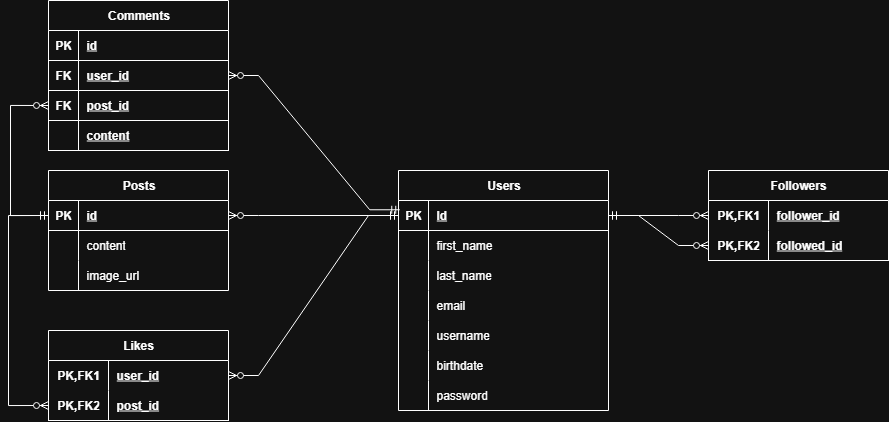 Comments
PK id
FK user_id
FK post_id
content
Posts
PK id
content
image_url
Likes
PK,FK1 user_id
PK,FK2 post_id
Users
PK Id
first_name
last_name
email
username
birthdate
password
Followers
PK,FK1 follower_id
PK,FK2 followed_id